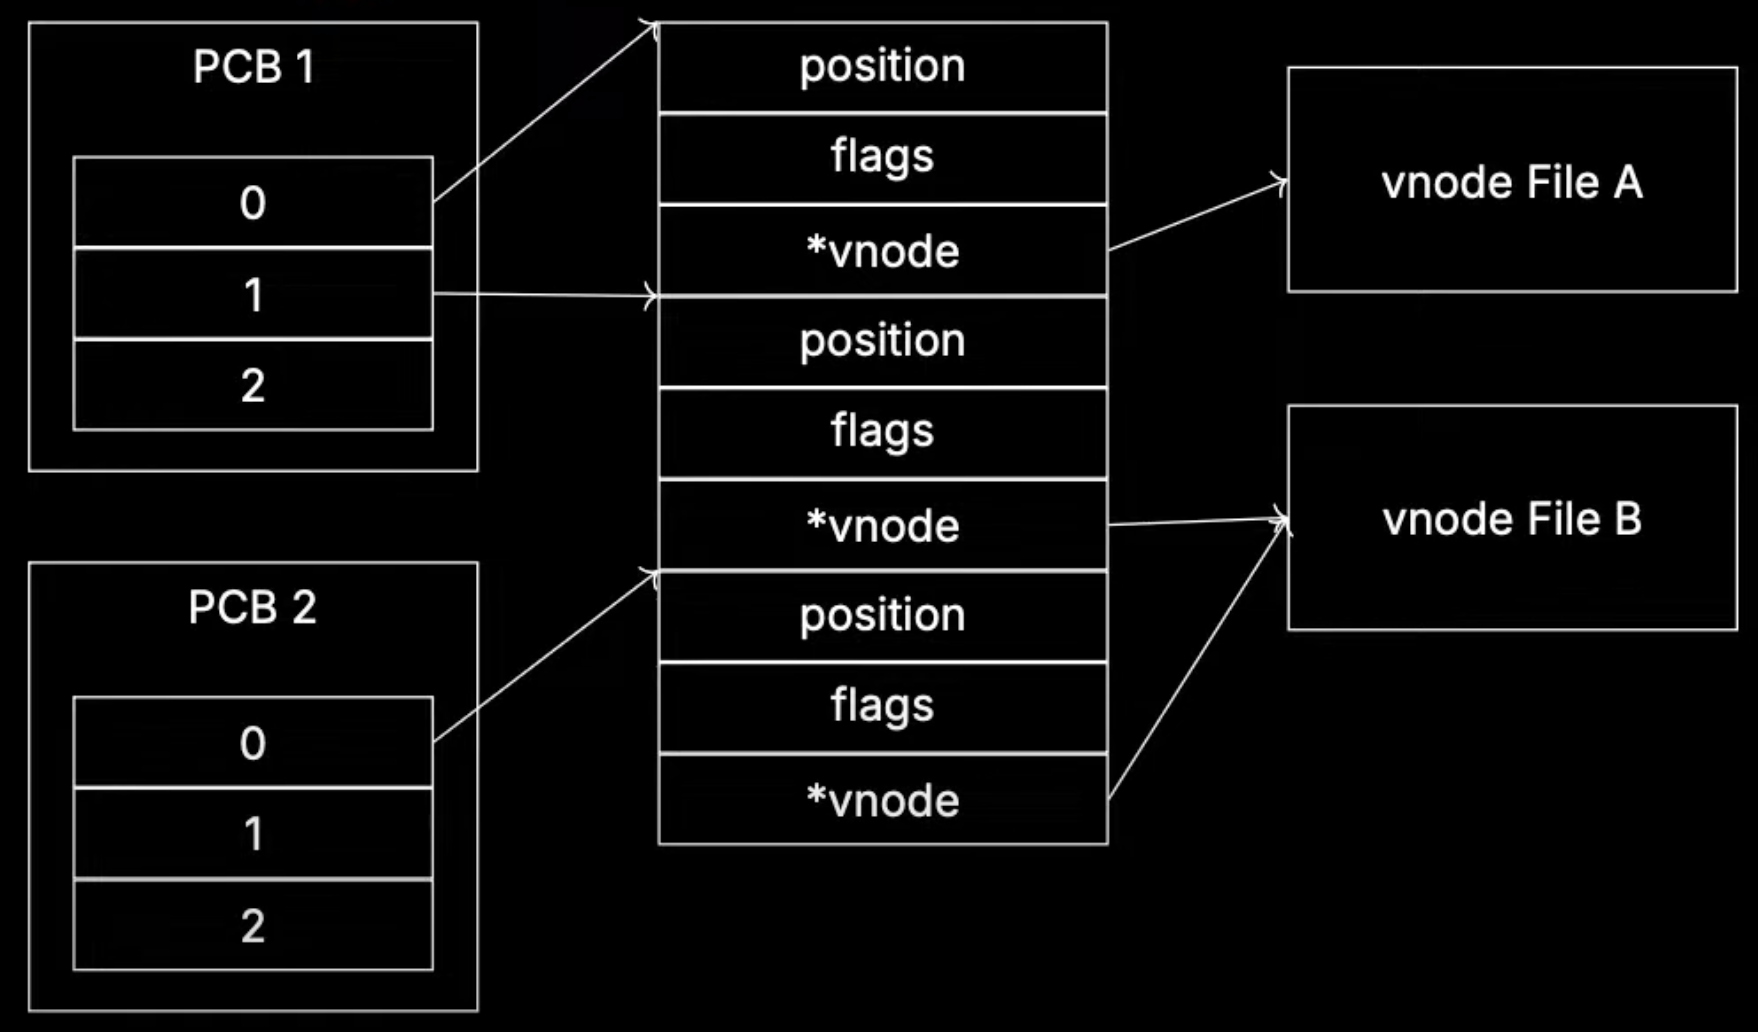 PCB 1
0
1
2
PCB 2
0
1
2
position
flags
*vnode
position
flags
*vnode
position
flags
*vnode
vnode File A
vnode File B